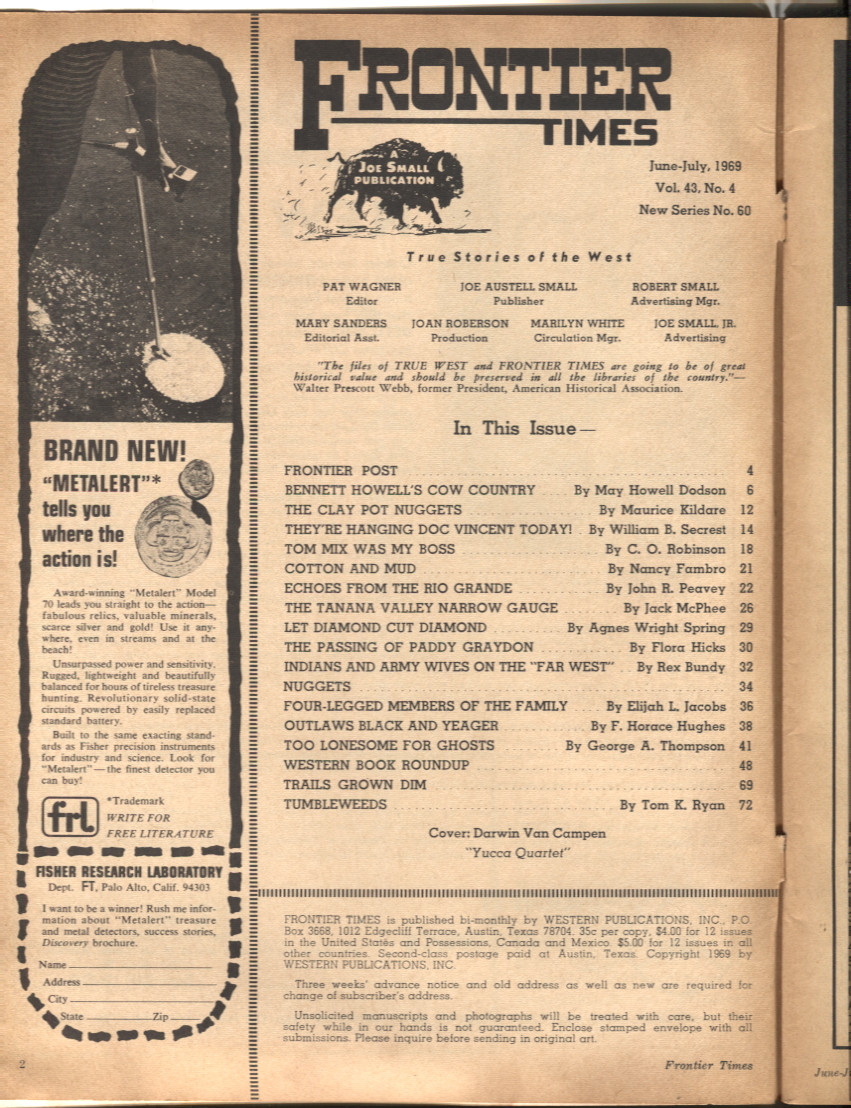 BRAND NEW!
"METALERT"*
tells you
where the
action is!
Award-winning "Metalert" Model
70 leads you straight to the action—
fabulous relics, valuable minerals,
scarce silver and gold! Use it any-
where, even in streams and at the
beach!
Unsurpassed power and sensitivity.
Rugged, lightweight and beautifully
balanced for hours of tireless treasure
hunting. Revolutionary solid-state
circuits powered by easily replaced
standard battery.
Built to the same exacting stand-
ards as Fisher precision instruments
for industry and science. Look for
"Metalert"—the finest detector you
can buy!
frl
*Trademark
WRITE FOR
FREE LITERATURE
FISHER RESEARCH LABORATORY
Dept. FT, Palo Alto, Calif. 94303
I want to be a winner! Rush me infor-
mation about "Metalert" treasure
and metal detectors, success stories,
Discovery brochure.
Name
Address
City
State Zip
2
FRONTIER
TIMES
A
JOE SMALL
PUBLICATION
June-July, 1969
Vol. 43, No. 4
New Series No. 60
True Stories of the West
PAT WAGNER JOE AUSTELL SMALL ROBERT SMALL
Editor Publisher Advertising Mgr.
MARY SANDERS JOAN ROBERSON MARILYN WHITE JOE SMALL, JR.
Editorial Asst. Production Circulation Mgr. Advertising
"The files of TRUE WEST and FRONTIER TIMES are going to be of great
historical value and should be preserved in all the libraries of the country."—
Walter Prescott Webb, former President, American Historical Association.
In This Issue—
FRONTIER POST 4
BENNETT HOWELL'S COW COUNTRY By May Howell Dodson 6
THE CLAY POT NUGGETS By Maurice Kildare 12
THEY'RE HANGING DOC VINCENT TODAY! By William B. Secrest 14
TOM MIX WAS MY BOSS By C. O. Robinson 18
COTTON AND MUD By Nancy Fambro 21
ECHOES FROM THE RIO GRANDE By John R. Peavey 22
THE TANANA VALLEY NARROW GAUGE By Jack McPhee 26
LET DIAMOND CUT DIAMOND By Agnes Wright Spring 29
THE PASSING OF PADDY GRAYDON By Flora Hicks 30
INDIANS AND ARMY WIVES ON THE "FAR WEST" By Rex Bundy 32
NUGGETS 34
FOUR-LEGGED MEMBERS OF THE FAMILY By Elijah L. Jacobs 36
OUTLAWS BLACK AND YEAGER By F. Horace Hughes 38
TOO LONESOME FOR GHOSTS By George A. Thompson 41
WESTERN BOOK ROUNDUP 48
TRAILS GROWN DIM 69
TUMBLEWEEDS By Tom K. Ryan 72
Cover: Darwin Van Campen
"Yucca Quartet"
FRONTIER TIMES is published bi-monthly by WESTERN PUBLICATIONS, INC., P.O.
Box 3668, 1012 Edgecliff Terrace, Austin, Texas 78704. 35c per copy, $4.00 for 12 issues
in the United States and Possessions, Canada and Mexico. $5.00 for 12 issues in all
other countries. Second-class postage paid at Austin, Texas. Copyright 1969 by
WESTERN PUBLICATIONS, INC.
Three weeks' advance notice and old address as well as new are required for
change of subscriber's address.
Unsolicited manuscripts and photographs will be treated with care, but their
safety while in our hands is not guaranteed. Enclose stamped envelope with all
submissions. Please inquire before sending in original art.
Frontier Times
June-J